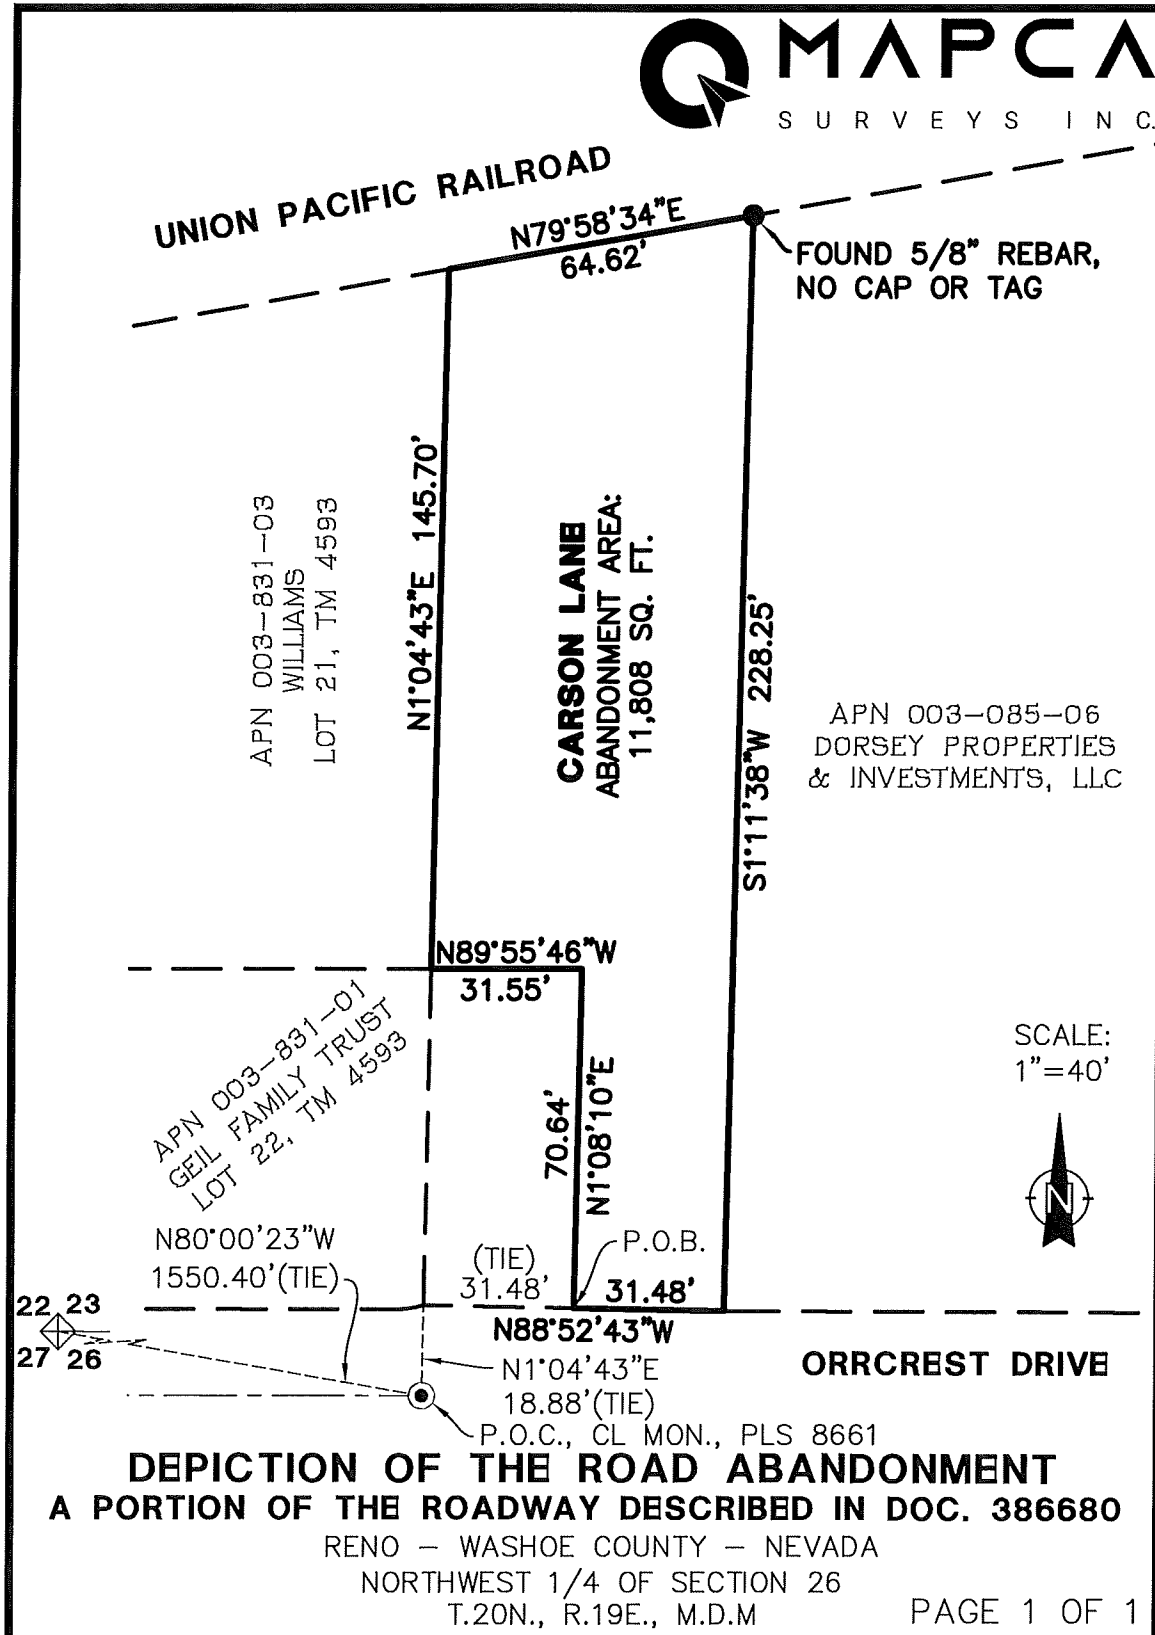 MAPCA
SURVEYS INC.
UNION PACIFIC RAILROAD
N79°58'34"E
64.62'
FOUND 5/8" REBAR,
NO CAP OR TAG
N1°04'43"E 145.70'
APN 003-831-03
WILLIAMS
LOT 21, TM 4593
CARSON LANE
ABANDONMENT AREA:
11,808 SQ. FT.
S1°11'38"W 228.25'
APN 003-085-06
DORSEY PROPERTIES
& INVESTMENTS, LLC
N89°55'46"W
31.55'
APN 003-831-01
GEIL FAMILY TRUST
LOT 22, TM 4593
70.64'
N1°08'10"E
SCALE:
1"=40'
N
N80°00'23"W
1550.40'(TIE)
(TIE)
31.48'
P.O.B.
31.48'
N88°52'43"W
22 23
27 26
N1°04'43"E
18.88'(TIE)
ORRCREST DRIVE
P.O.C., CL MON., PLS 8661
DEPICTION OF THE ROAD ABANDONMENT
A PORTION OF THE ROADWAY DESCRIBED IN DOC. 386680
RENO - WASHOE COUNTY - NEVADA
NORTHWEST 1/4 OF SECTION 26
T.20N., R.19E., M.D.M
PAGE 1 OF 1